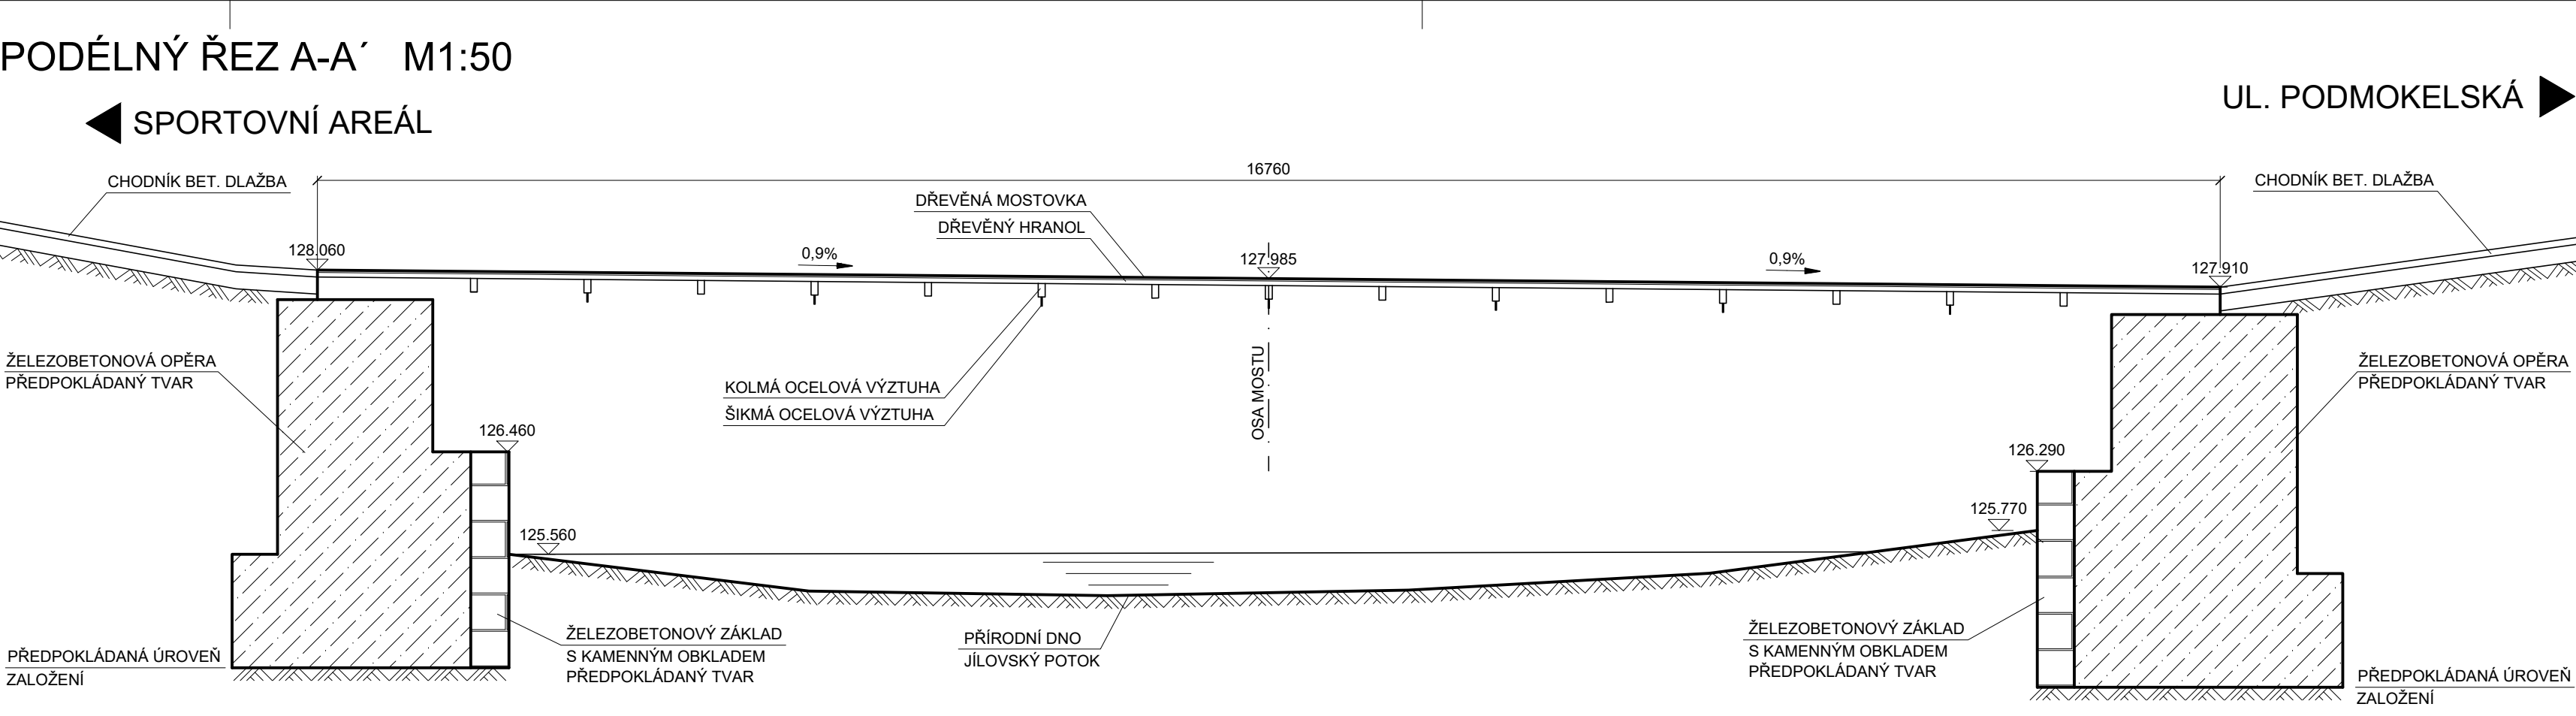 PODÉLNÝ ŘEZ A-A´ M1:50
SPORTOVNÍ AREÁL
UL. PODMOKELSKÁ
16760
CHODNÍK BET. DLAŽBA
CHODNÍK BET. DLAŽBA
DŘEVĚNÁ MOSTOVKA
DŘEVĚNÝ HRANOL
128.060
0,9%
127.985
0,9%
127.910
ŽELEZOBETONOVÁ OPĚRA
PŘEDPOKLÁDANÝ TVAR
KOLMÁ OCELOVÁ VÝZTUHA
ŠIKMÁ OCELOVÁ VÝZTUHA
OSA MOSTU
ŽELEZOBETONOVÁ OPĚRA
PŘEDPOKLÁDANÝ TVAR
126.460
126.290
125.560
125.770
PŘEDPOKLÁDANÁ ÚROVEŇ
ZALOŽENÍ
ŽELEZOBETONOVÝ ZÁKLAD
S KAMENNÝM OBKLADEM
PŘEDPOKLÁDANÝ TVAR
PŘÍRODNÍ DNO
JÍLOVSKÝ POTOK
ŽELEZOBETONOVÝ ZÁKLAD
S KAMENNÝM OBKLADEM
PŘEDPOKLÁDANÝ TVAR
PŘEDPOKLÁDANÁ ÚROVEŇ
ZALOŽENÍ